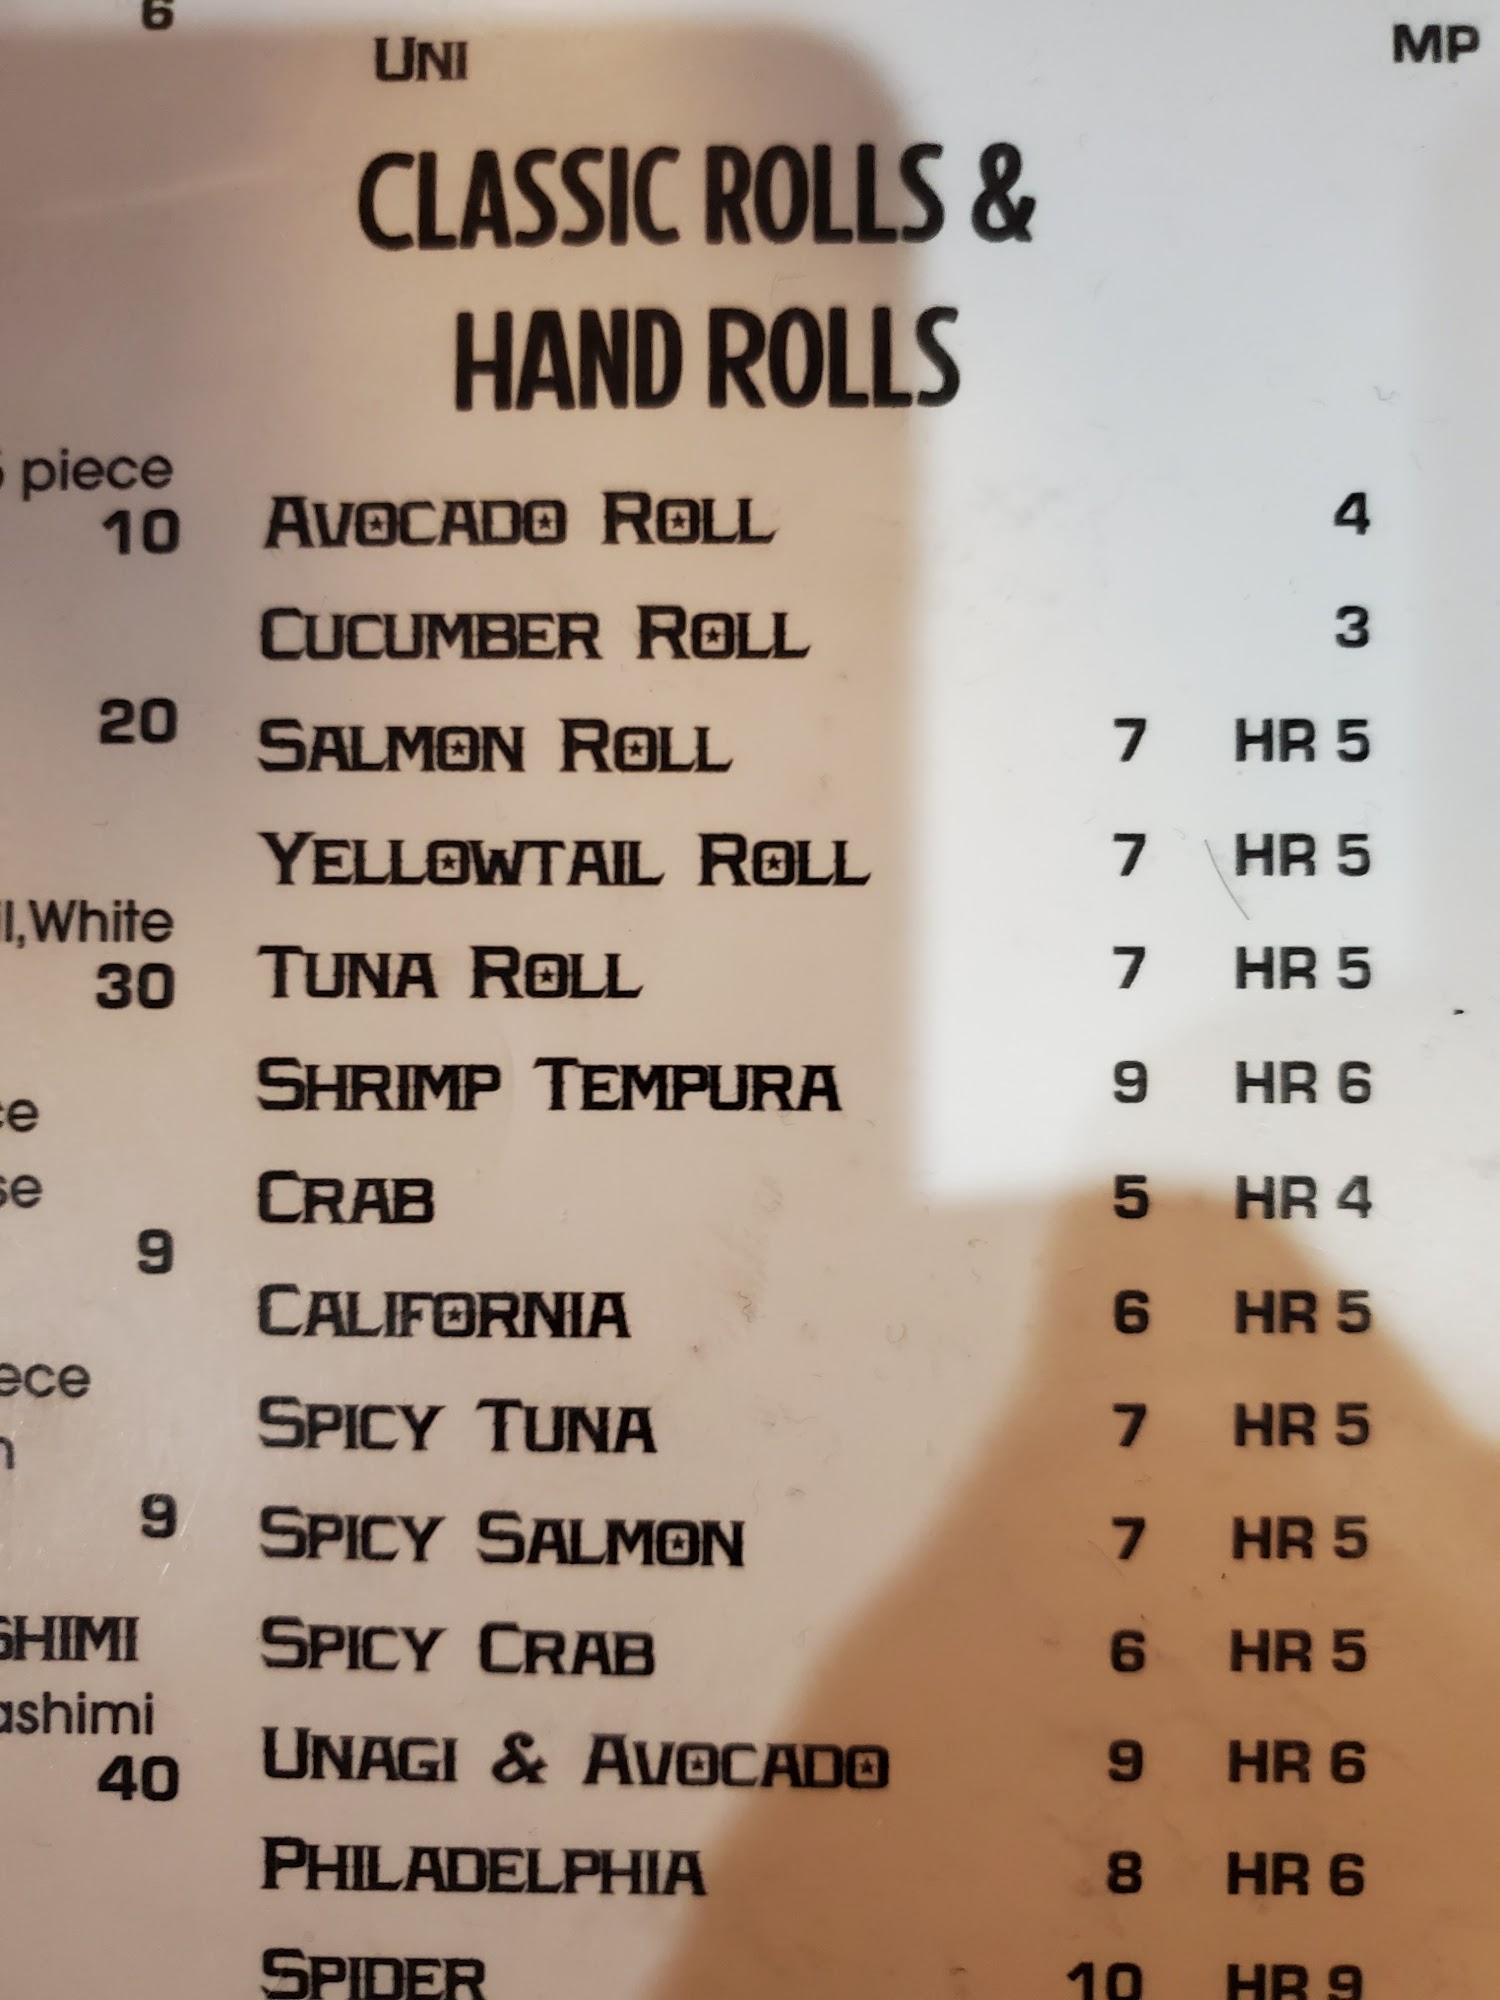 6
UNI MP
CLASSIC ROLLS &
HAND ROLLS
piece
10
AVOCADO ROLL 4
CUCUMBER ROLL 3
20
SALMON ROLL 7 HR 5
YELLOWTAIL ROLL 7 HR 5
,White
30
TUNA ROLL 7 HR 5
SHRIMP TEMPURA 9 HR 6
CRAB 5 HR 4
9
CALIFORNIA 6 HR 5
SPICY TUNA 7 HR 5
9
SPICY SALMON 7 HR 5
SHIMI
SPICY CRAB 6 HR 5
ashimi
40
UNAGI & AVOCADO 9 HR 6
PHILADELPHIA 8 HR 6
SPIDER 10 HR 9